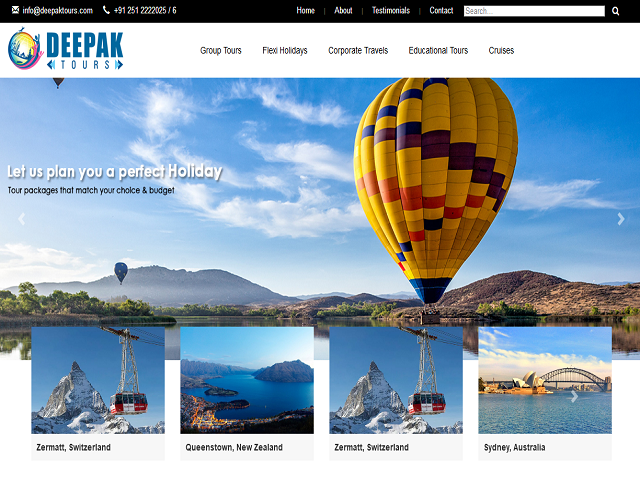 info@deepaktours.com +91 251 2222025 / 6 Home | About | Testimonials | Contact Search...
DEEPAK
TOURS
Group Tours Flexi Holidays Corporate Travels Educational Tours Cruises
Let us plan you a perfect Holiday
Tour packages that match your choice & budget
Zermatt, Switzerland Queenstown, New Zealand Zermatt, Switzerland Sydney, Australia